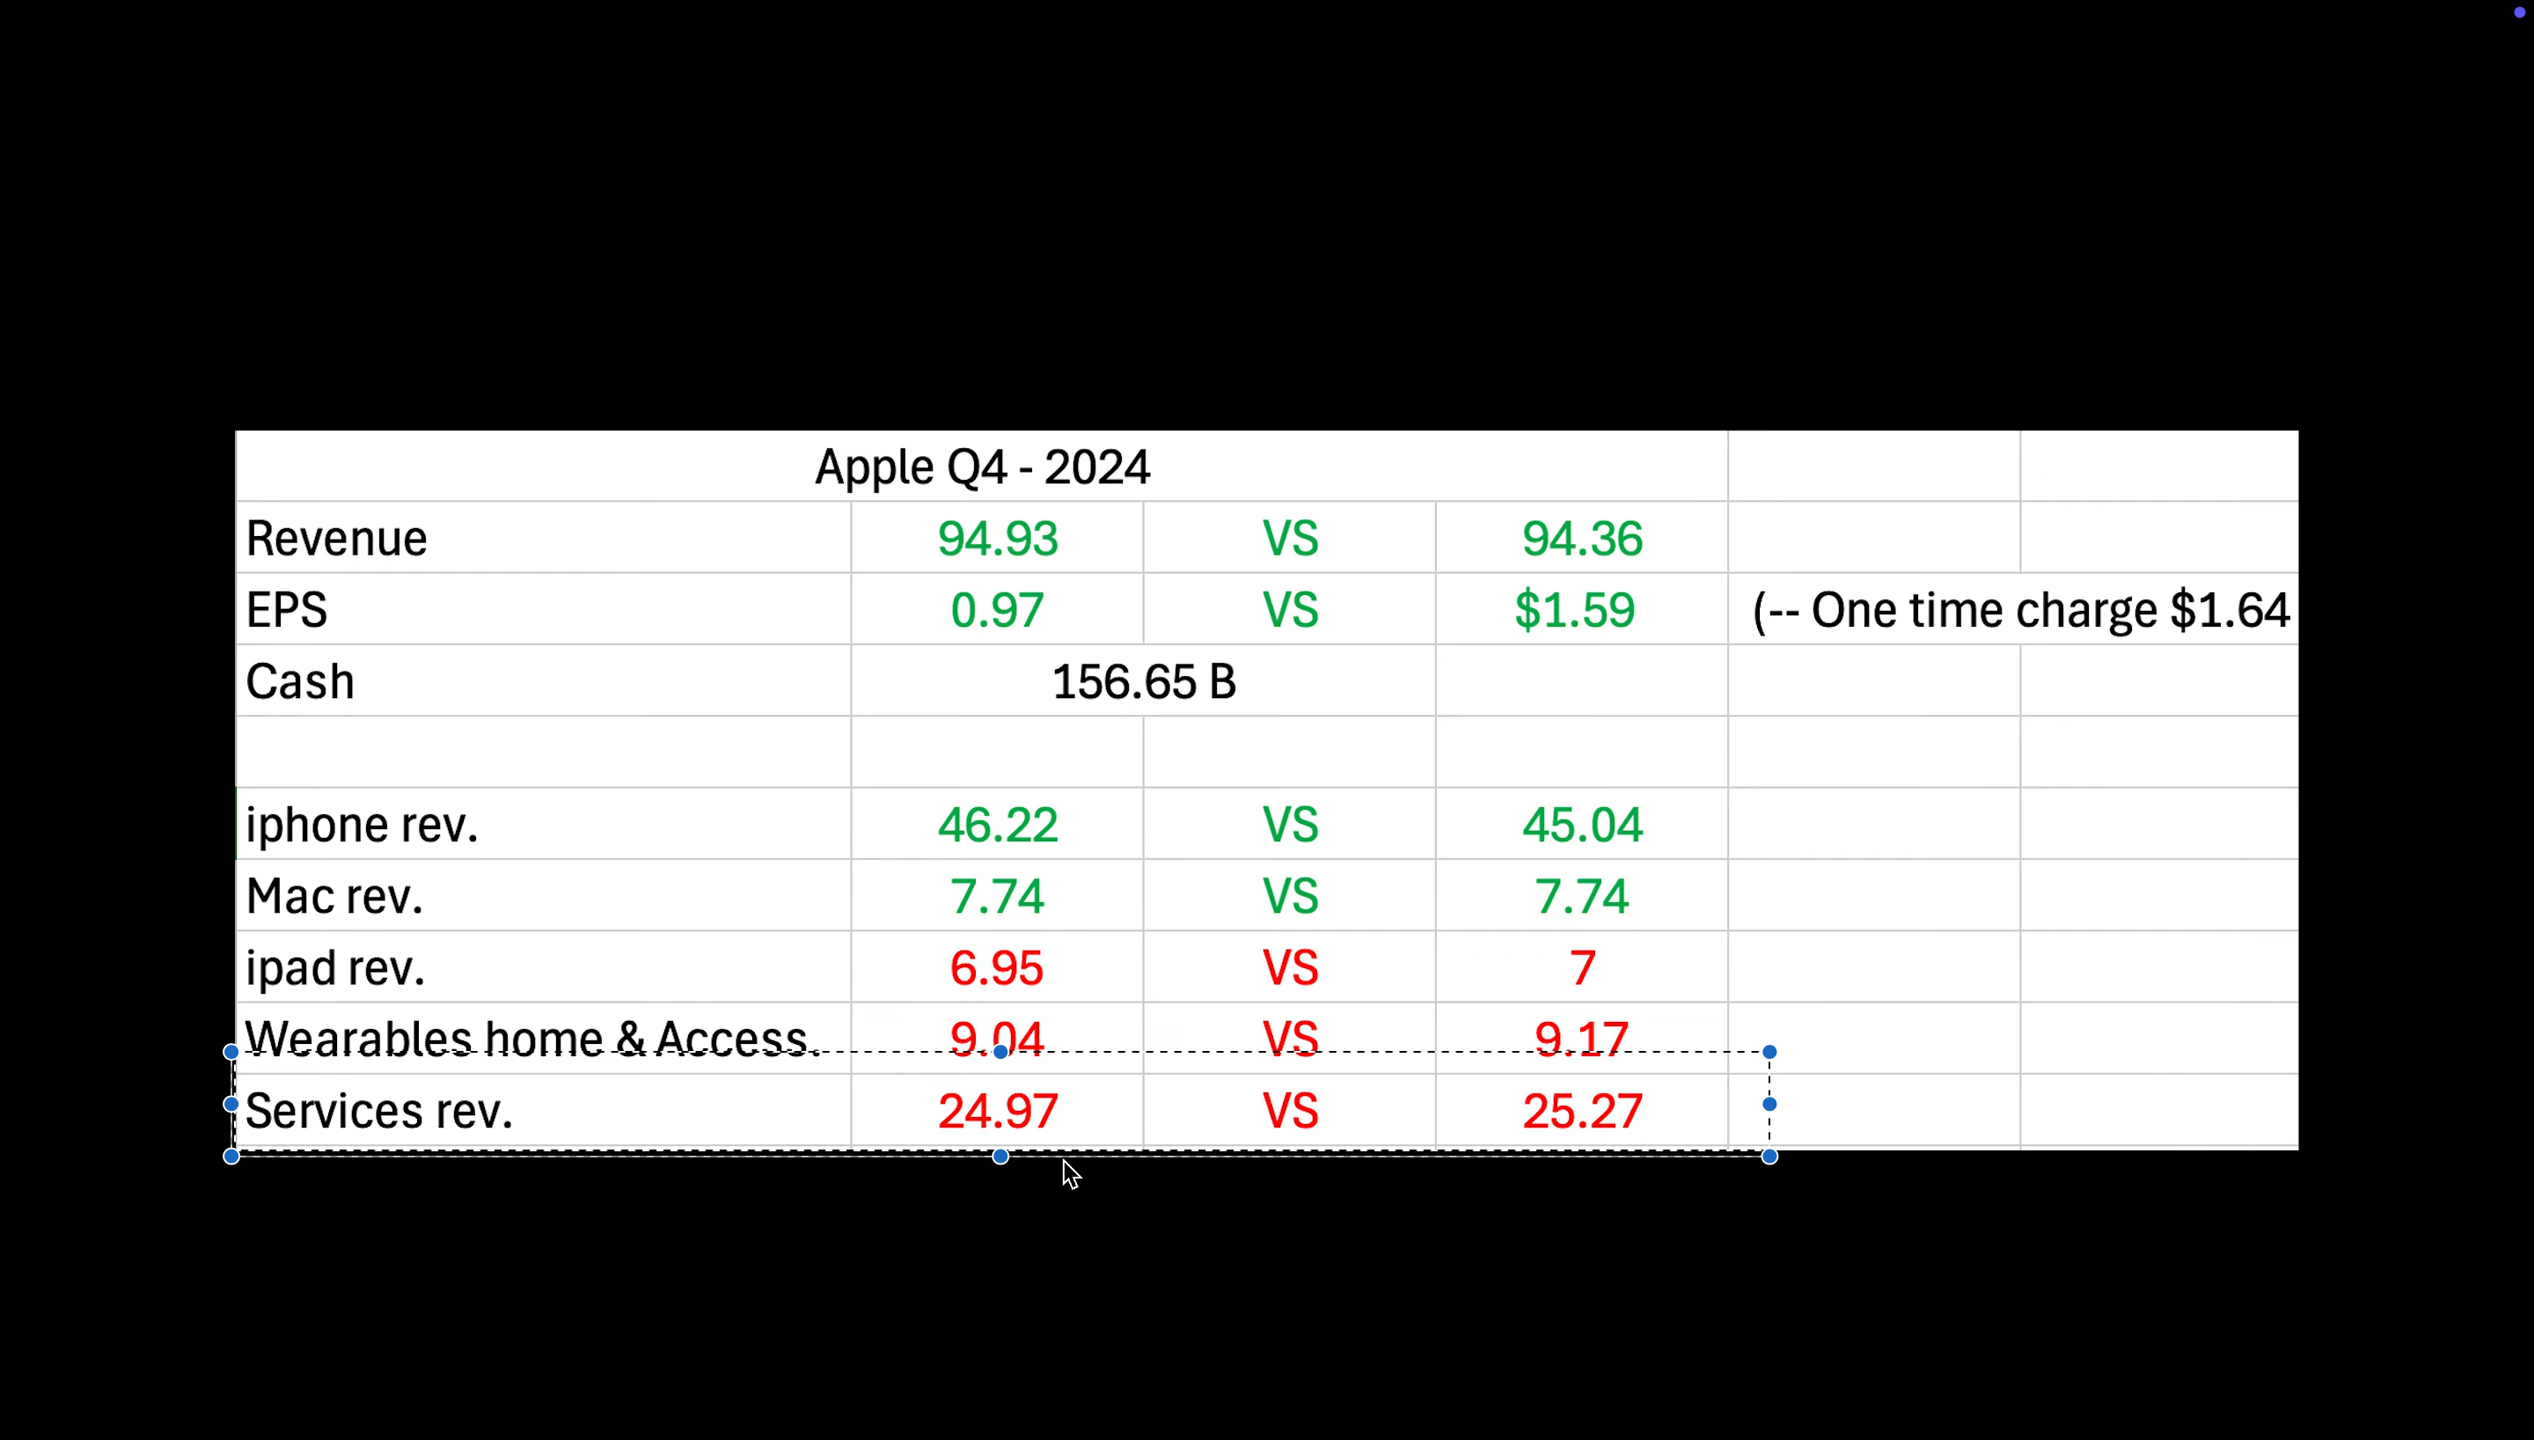 Apple Q4 - 2024
Revenue 94.93 VS 94.36
EPS 0.97 VS $1.59 (-- One time charge $1.64
Cash 156.65 B
iphone rev. 46.22 VS 45.04
Mac rev. 7.74 VS 7.74
ipad rev. 6.95 VS 7
Wearables home & Access. 9.04 VS 9.17
Services rev. 24.97 VS 25.27